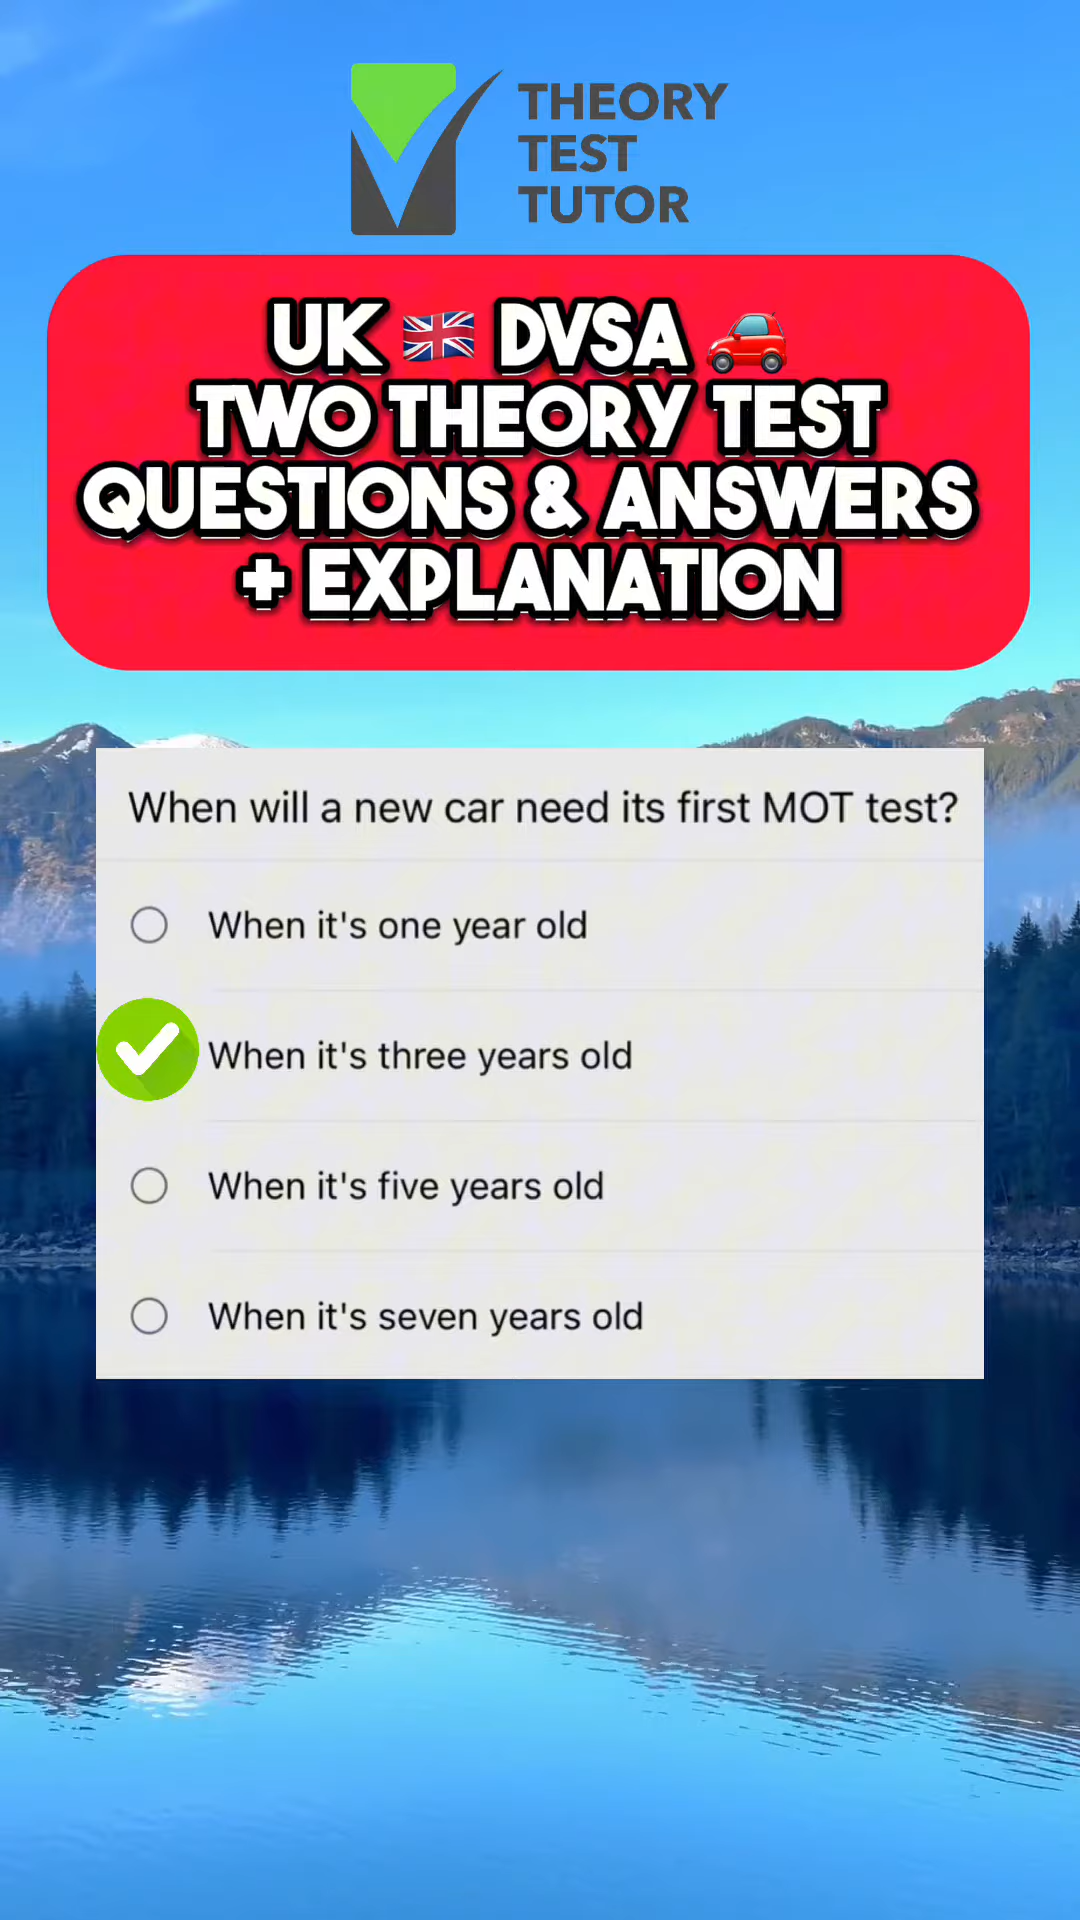 THEORY
TEST
TUTOR
UK 🇬🇧 DVSA 🚗
TWO THEORY TEST
QUESTIONS & ANSWERS
+ EXPLANATION
When will a new car need its first MOT test?
When it's one year old
When it's three years old
When it's five years old
When it's seven years old